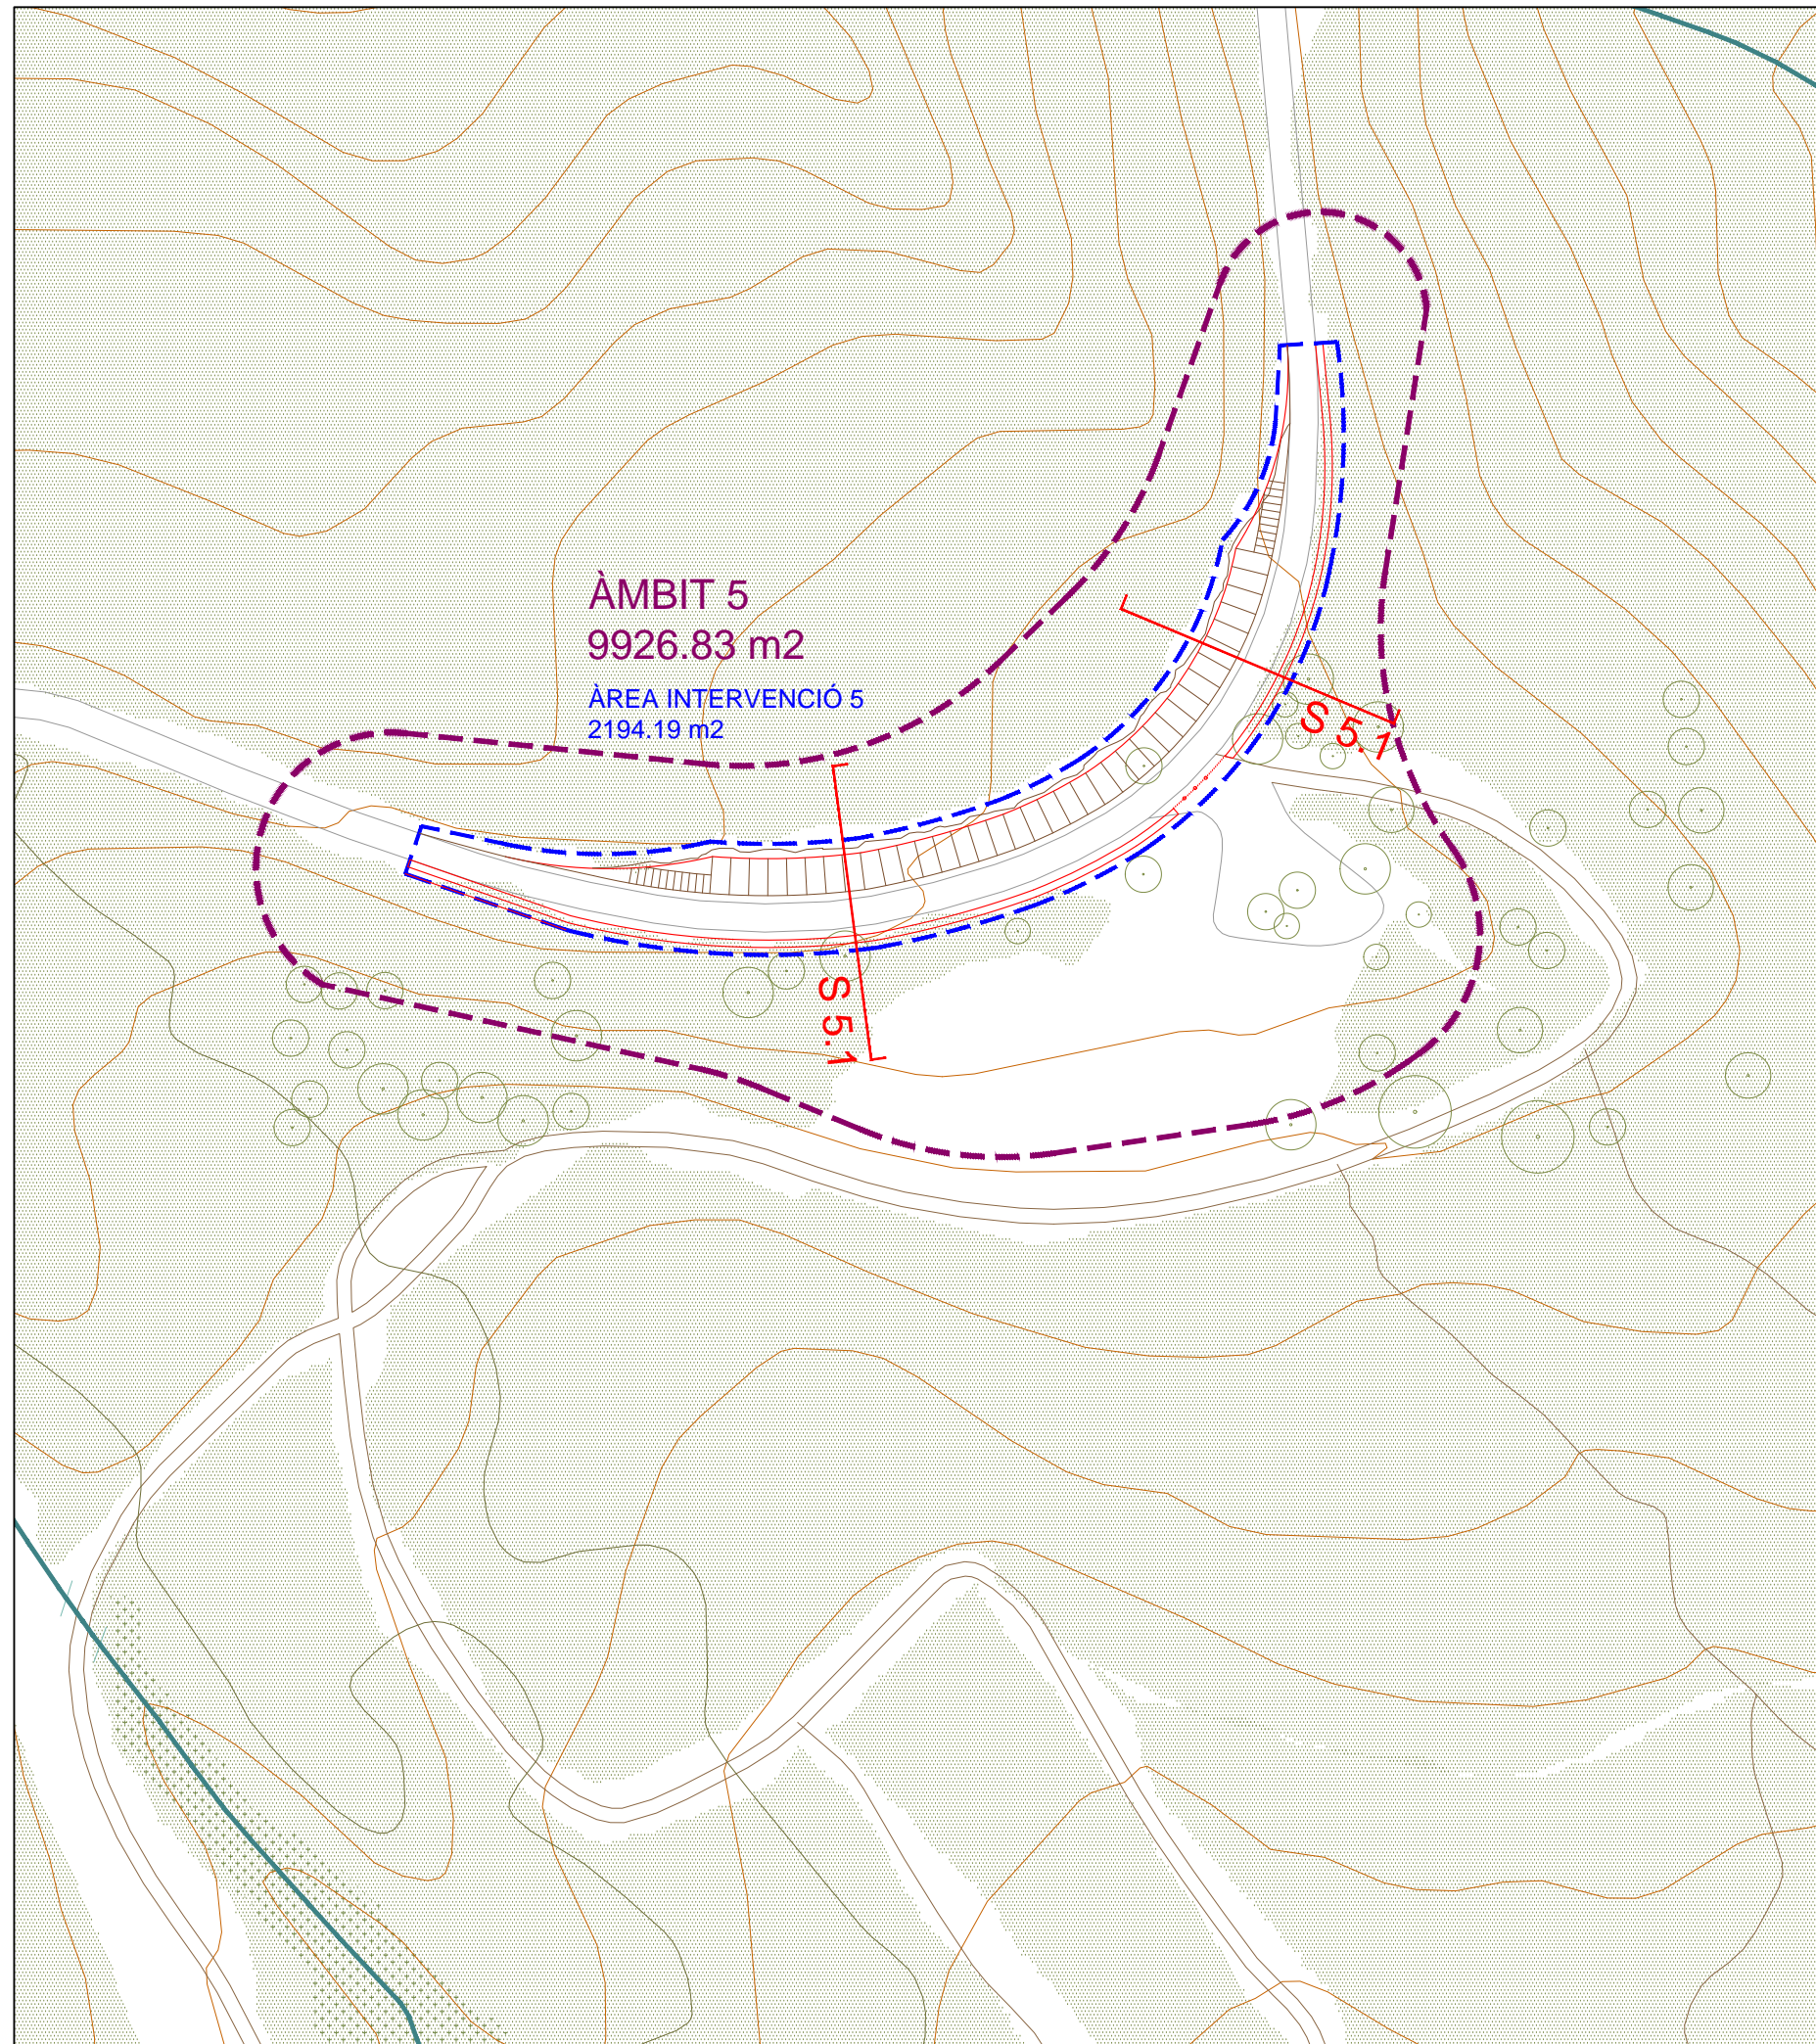 ÀMBIT 5
9926.83 m2
ÀREA INTERVENCIÓ 5
2194.19 m2
S 5.1
S 5.1